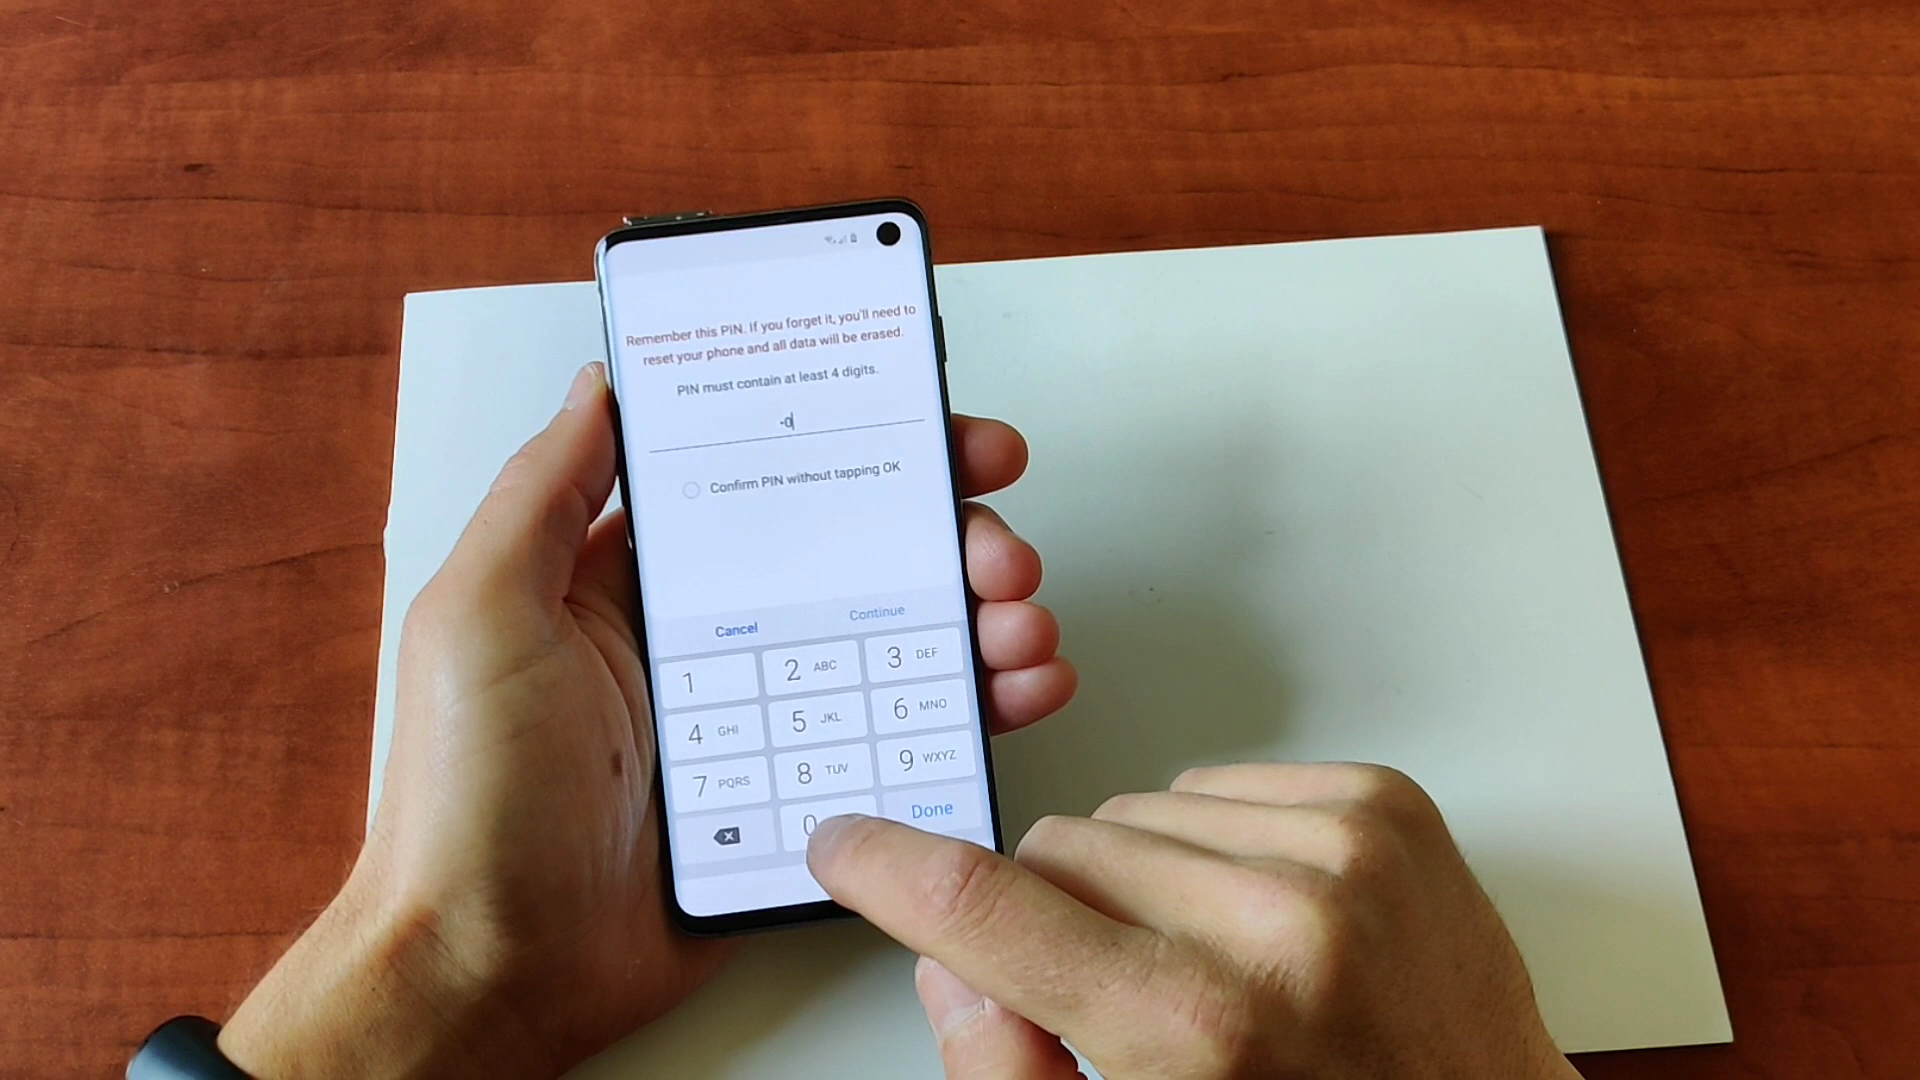 Remember this PIN. If you forget it, you'll need to
reset your phone and all data will be erased.
PIN must contain at least 4 digits.
•0
Confirm PIN without tapping OK
Cancel Continue
1 2 ABC 3 DEF
4 GHI 5 JKL 6 MNO
7 PQRS 8 TUV 9 WXYZ
0 Done